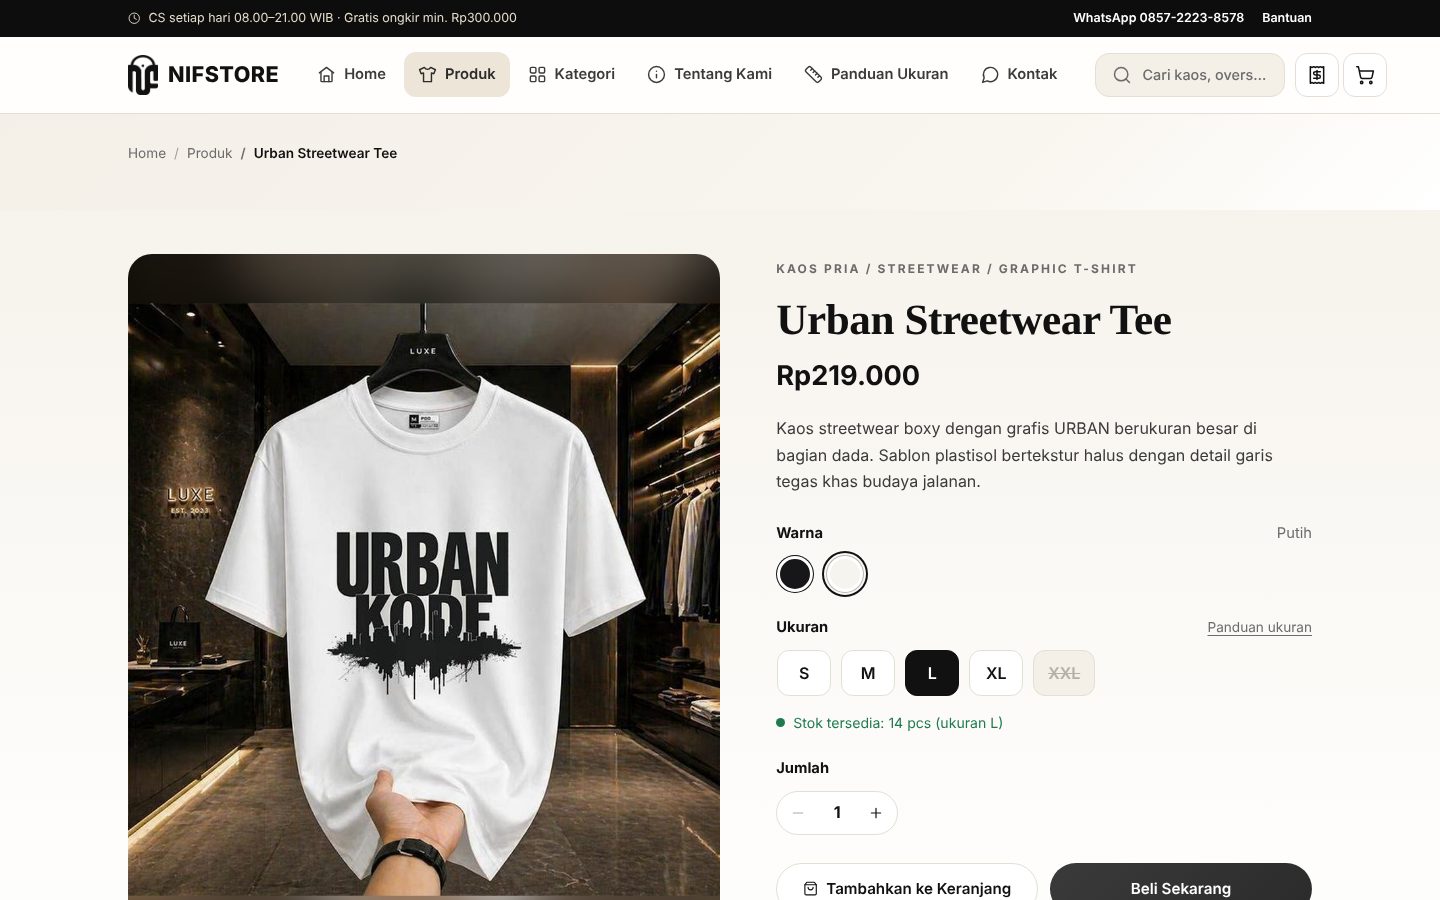 CS setiap hari 08.00–21.00 WIB · Gratis ongkir min. Rp300.000
WhatsApp 0857-2223-8578
Bantuan
NIFSTORE
Home
Produk
Kategori
Tentang Kami
Panduan Ukuran
Kontak
Cari kaos, overs...
Home / Produk / Urban Streetwear Tee
LUXE
LUXE
EST. 2023
URBAN
KODE
LUXE
KAOS PRIA / STREETWEAR / GRAPHIC T-SHIRT
Urban Streetwear Tee
Rp219.000
Kaos streetwear boxy dengan grafis URBAN berukuran besar di
bagian dada. Sablon plastisol bertekstur halus dengan detail garis
tegas khas budaya jalanan.
Warna
Putih
Ukuran
Panduan ukuran
S
M
L
XL
XXL
Stok tersedia: 14 pcs (ukuran L)
Jumlah
− 1 +
Tambahkan ke Keranjang
Beli Sekarang